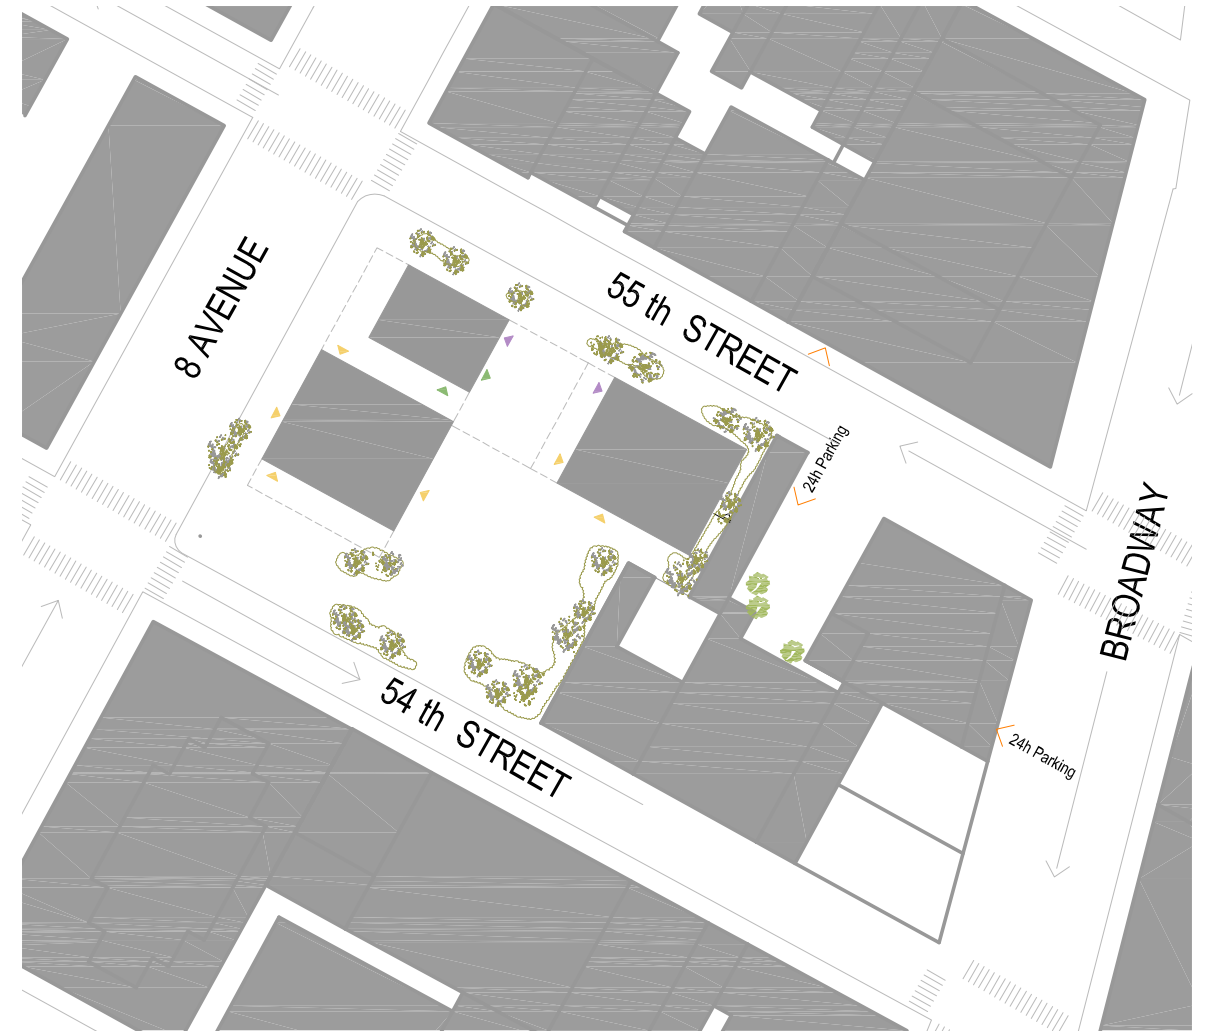 8 AVENUE
55 th STREET
24h Parking
BROADWAY
54 th STREET
24h Parking